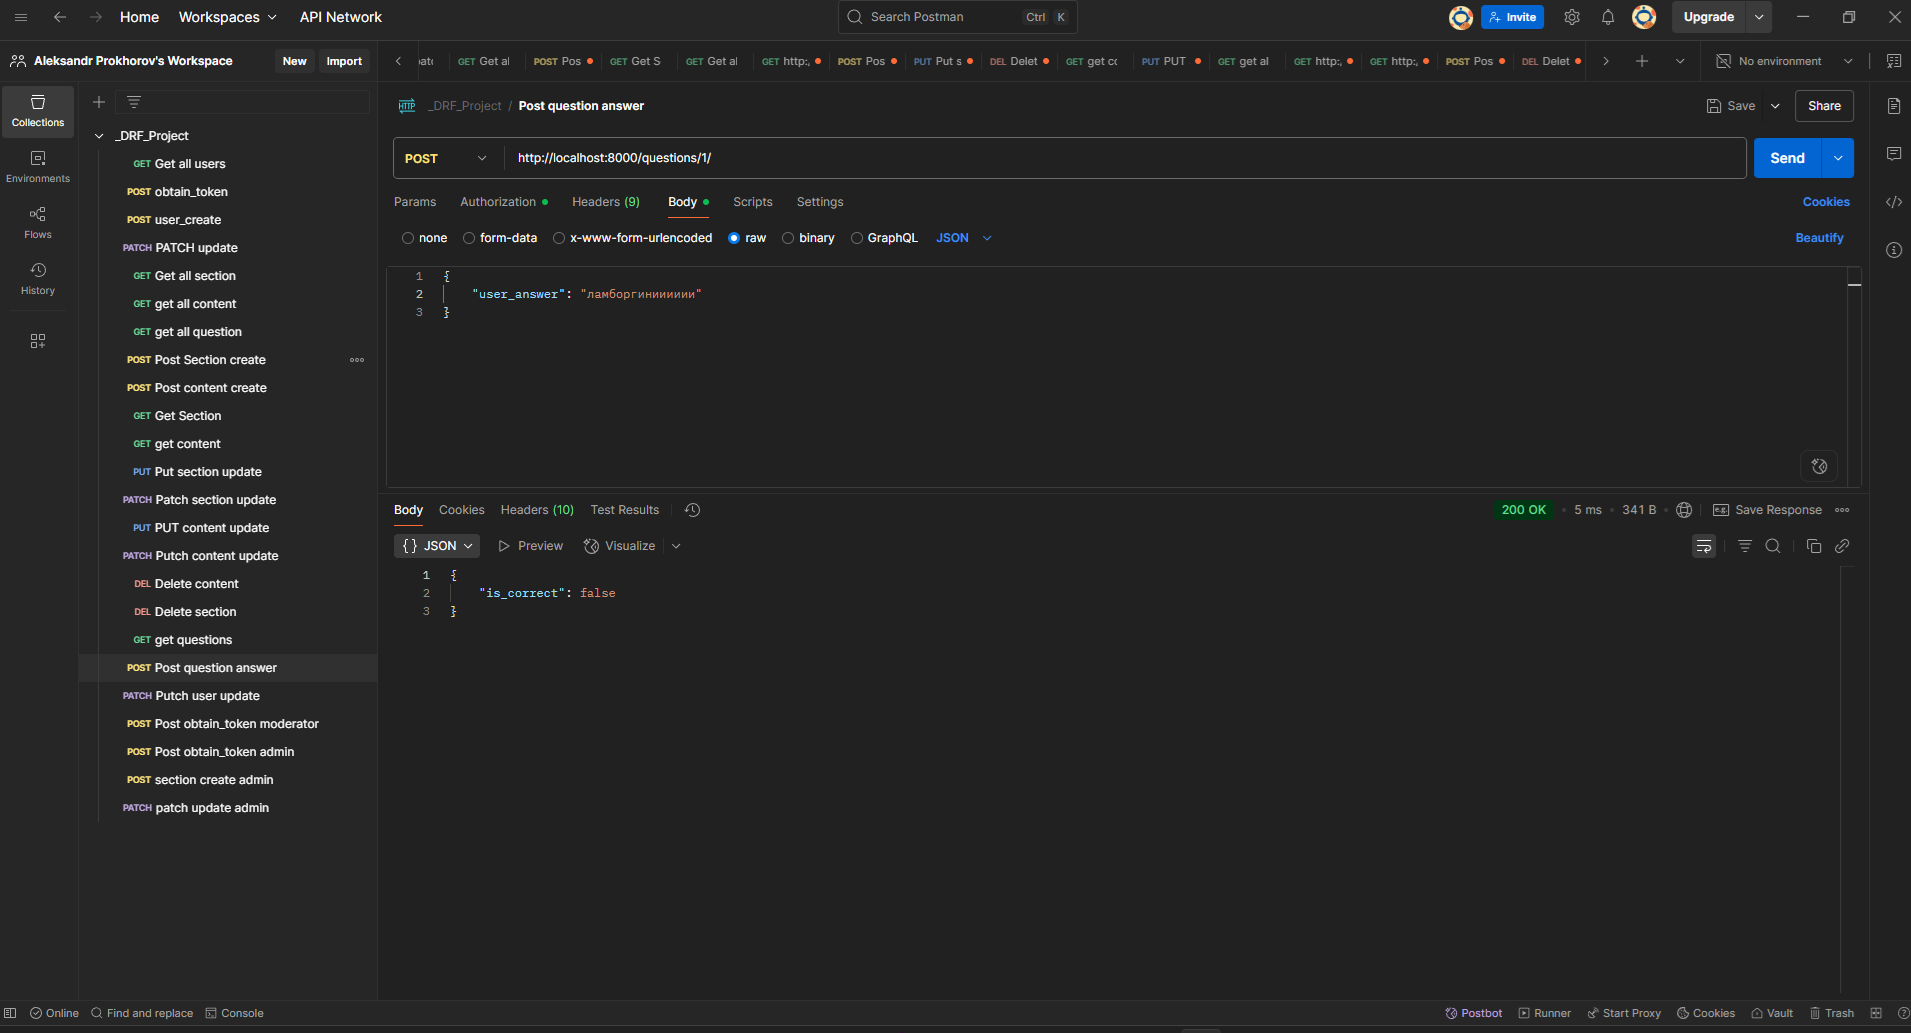 Home Workspaces API Network Search Postman Ctrl K Invite Upgrade
Aleksandr Prokhorov's Workspace New Import
GET Get al POST Pos GET Get S GET Get al GET http:, POST Pos PUT Put s DEL Delet GET get cc PUT PUT GET get al GET http:, GET http:, POST Pos DEL Delet No environment
Collections
Environments
Flows
History
_DRF_Project
GET Get all users
POST obtain_token
POST user_create
PATCH PATCH update
GET Get all section
GET get all content
GET get all question
POST Post Section create
POST Post content create
GET Get Section
GET get content
PUT Put section update
PATCH Patch section update
PUT PUT content update
PATCH Putch content update
DEL Delete content
DEL Delete section
GET get questions
POST Post question answer
PATCH Putch user update
POST Post obtain_token moderator
POST Post obtain_token admin
POST section create admin
PATCH patch update admin
HTTP _DRF_Project / Post question answer Save Share
POST http://localhost:8000/questions/1/ Send
Params Authorization Headers (9) Body Scripts Settings Cookies
none form-data x-www-form-urlencoded raw binary GraphQL JSON Beautify
1 {
2 "user_answer": "ламборгинииииии"
3 }
Body Cookies Headers (10) Test Results 200 OK 5 ms 341 B e.g. Save Response
{} JSON Preview Visualize
1 {
2 "is_correct": false
3 }
Online Find and replace Console Postbot Runner Start Proxy Cookies Vault Trash